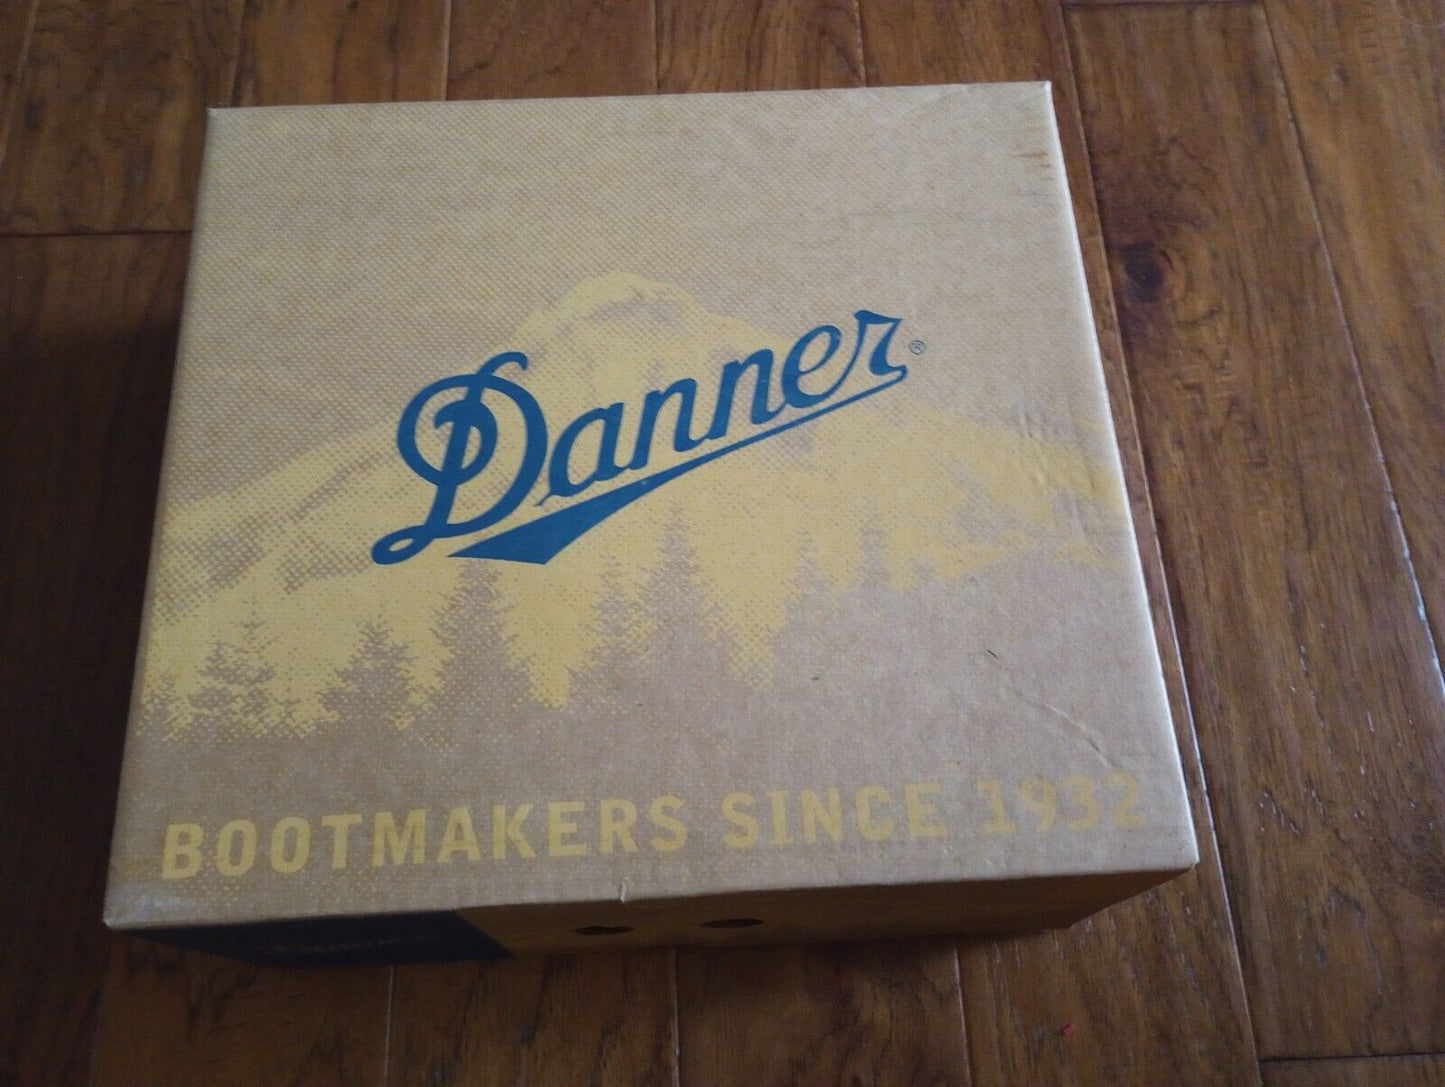 Danner®
BOOTMAKERS SINCE 1932